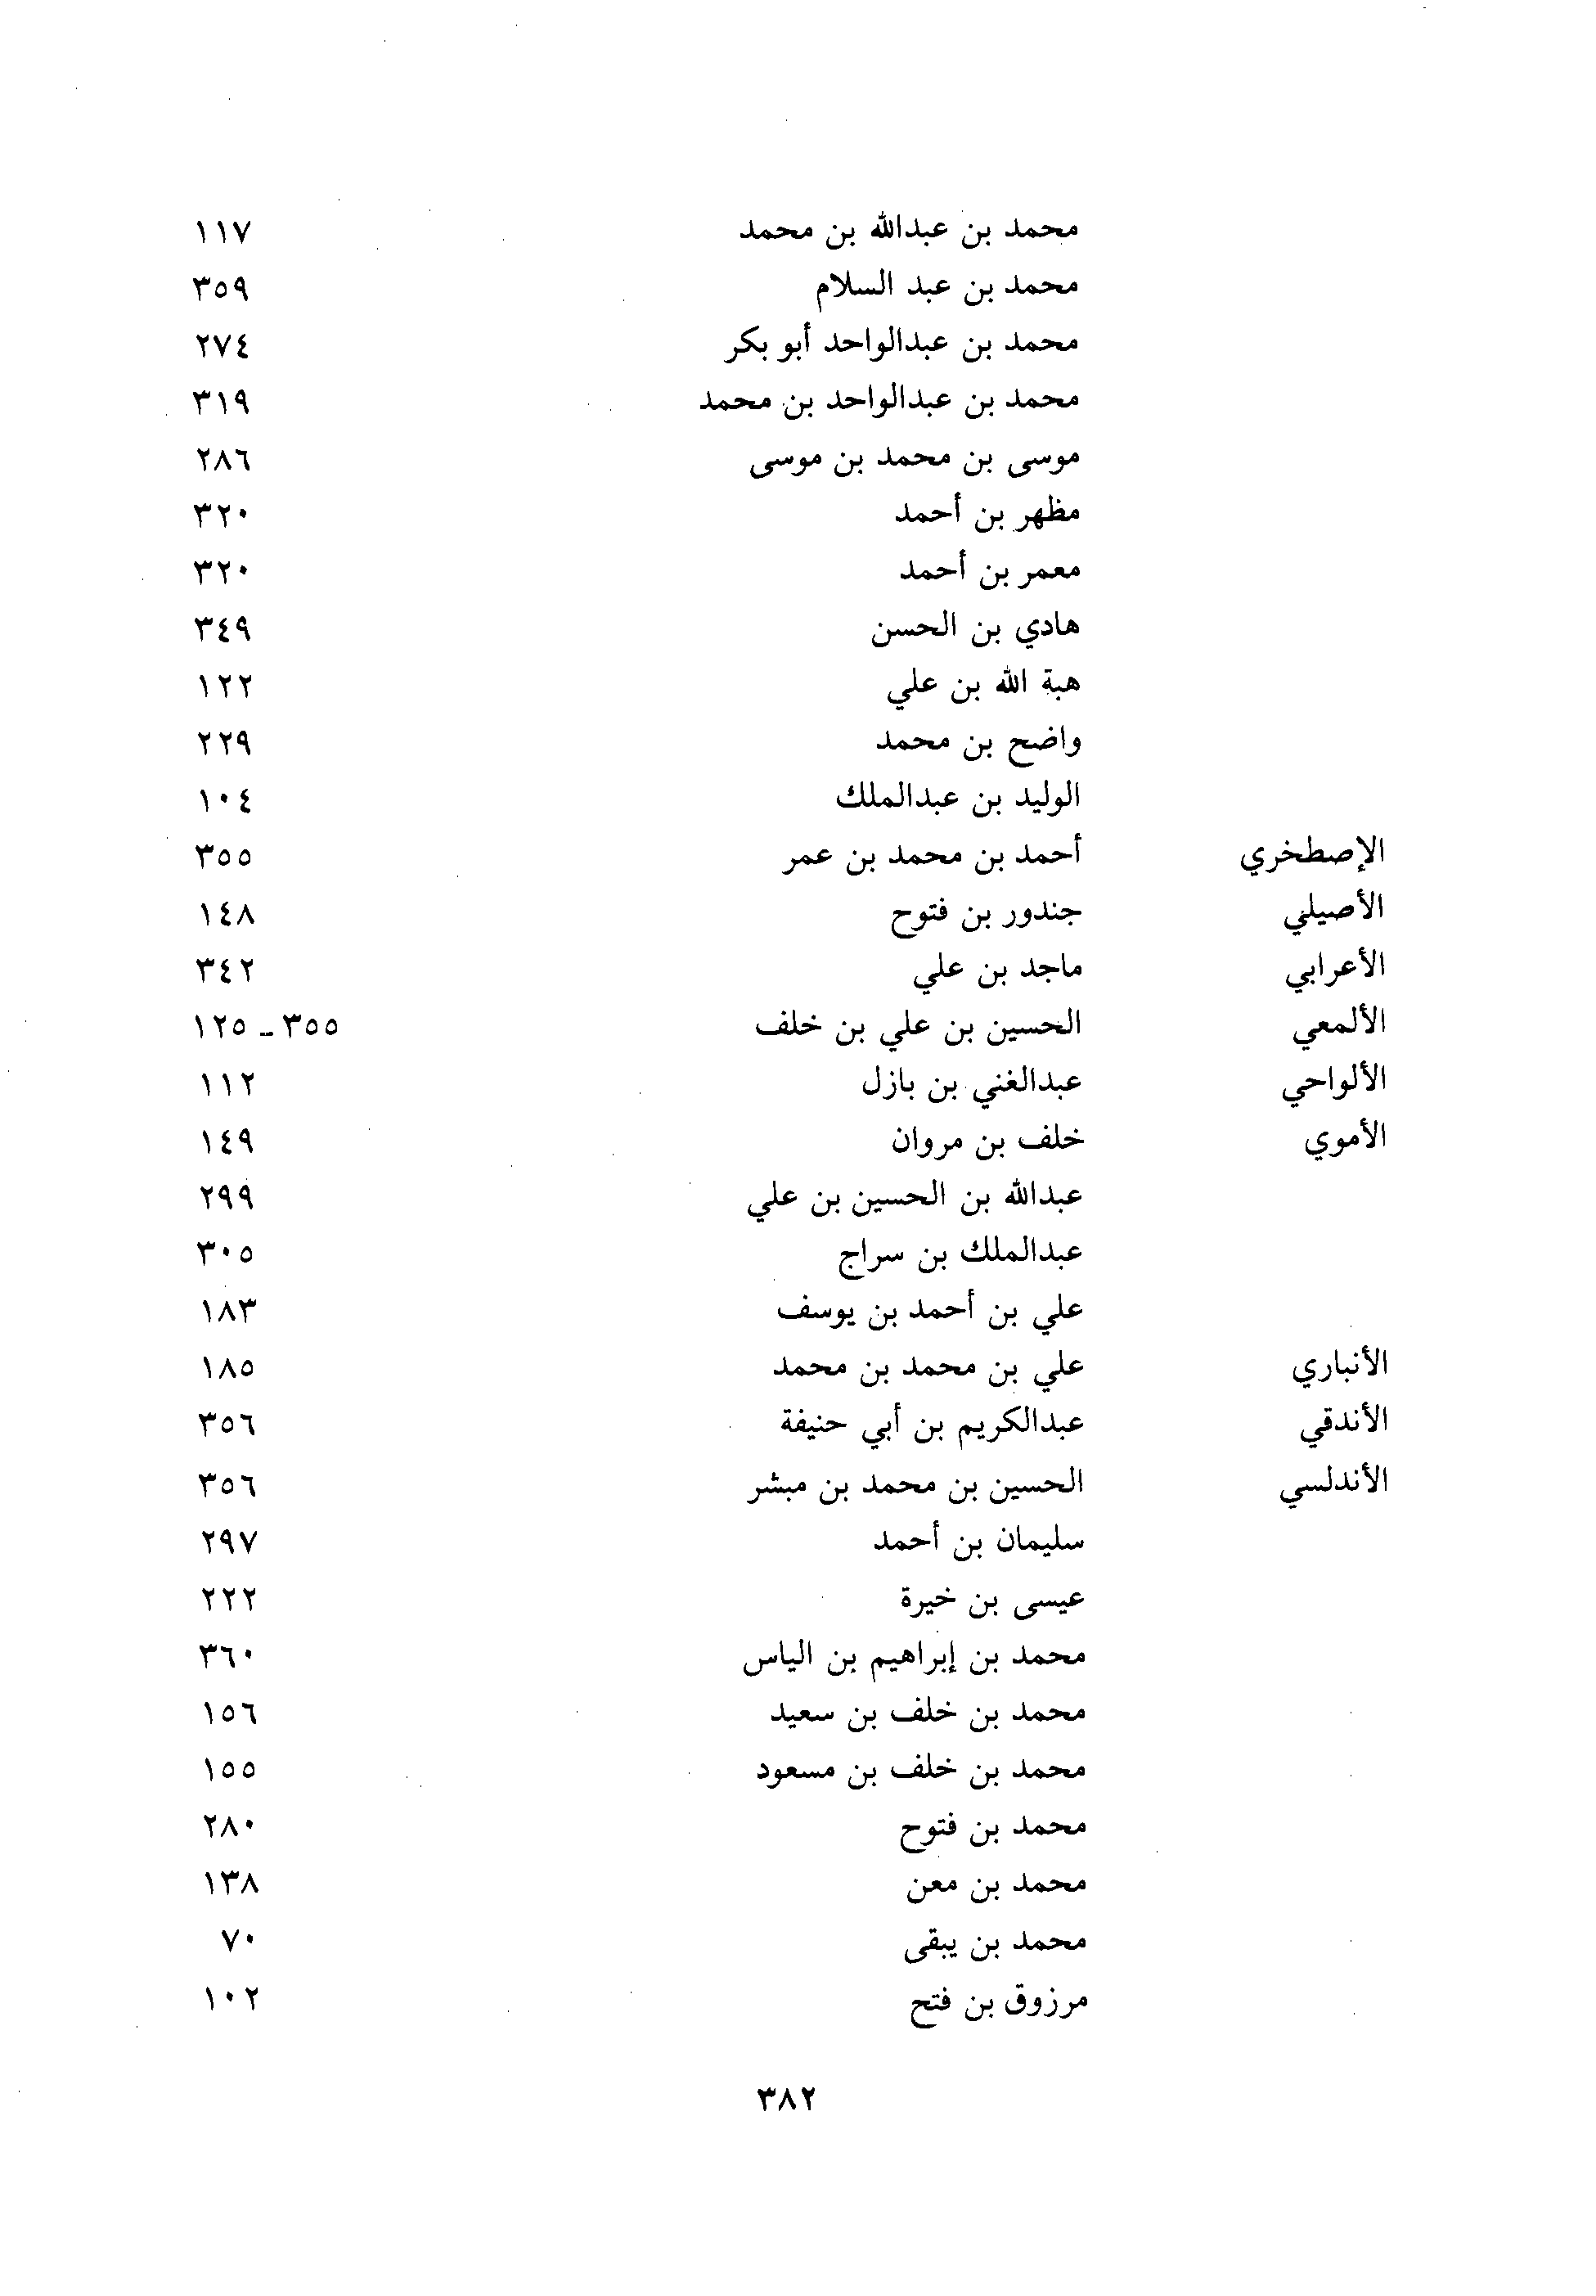 محمد بن عبدالله بن محمد ١١٧
محمد بن عبد السلام ٣٥٩
محمد بن عبدالواحد أبو بكر ٢٧٤
محمد بن عبدالواحد بن محمد ٣١٩
موسى بن محمد بن موسى ٢٨٦
مظهر بن أحمد ٣٢٠
معمر بن أحمد ٣٢٠
هادي بن الحسن ٣٤٩
هبة الله بن علي ١٢٢
واضح بن محمد ٢٢٩
الوليد بن عبدالملك ١٠٤
الإصطخري أحمد بن محمد بن عمر ٣٥٥
الأصيلي جندور بن فتوح ١٤٨
الأعرابي ماجد بن علي ٣٤٢
الألمعي الحسين بن علي بن خلف ٣٥٥ - ١٢٥
الألواحي عبدالغني بن بازل ١١٢
الأموي خلف بن مروان ١٤٩
عبدالله بن الحسين بن علي ٢٩٩
عبدالملك بن سراج ٣٠٥
علي بن أحمد بن يوسف ١٨٣
الأنباري علي بن محمد بن محمد ١٨٥
الأندقي عبدالكريم بن أبي حنيفة ٣٥٦
الأندلسي الحسين بن محمد بن مبشر ٣٥٦
سليمان بن أحمد ٢٩٧
عيسى بن خيرة ٢٢٢
محمد بن إبراهيم بن الياس ٣٦٠
محمد بن خلف بن سعيد ١٥٦
محمد بن خلف بن مسعود ١٥٥
محمد بن فتوح ٢٨٠
محمد بن معن ١٣٨
محمد بن يبقى ٧٠
مرزوق بن فتح ١٠٢
٣٨٢